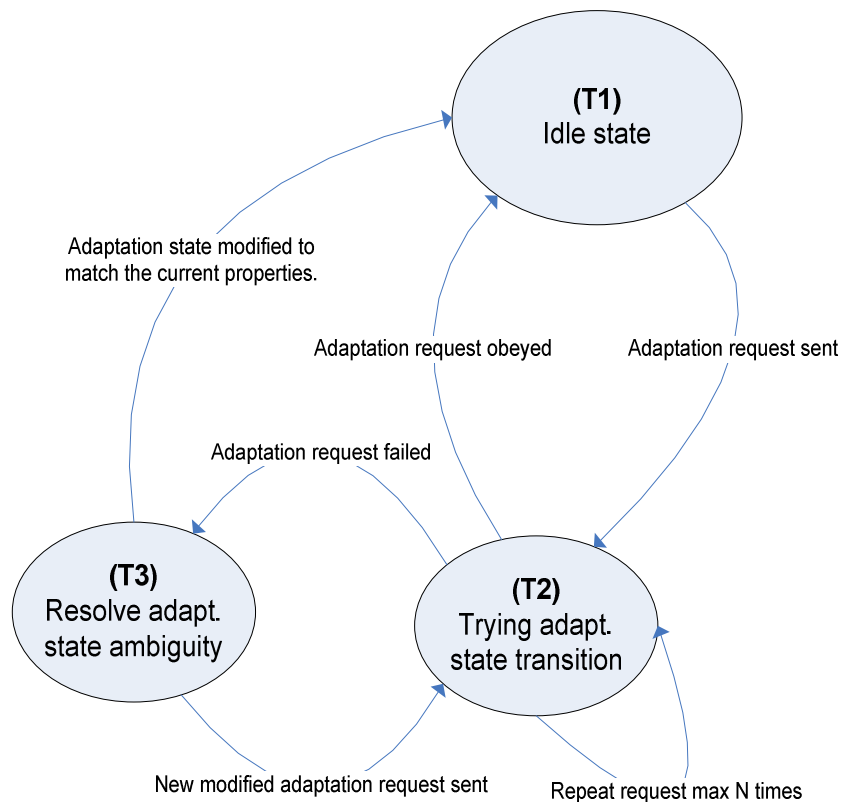 (T1)
Idle state
Adaptation state modified to
match the current properties.
Adaptation request obeyed
Adaptation request sent
Adaptation request failed
(T3)
Resolve adapt.
state ambiguity
(T2)
Trying adapt.
state transition
New modified adaptation request sent
Repeat request max N times